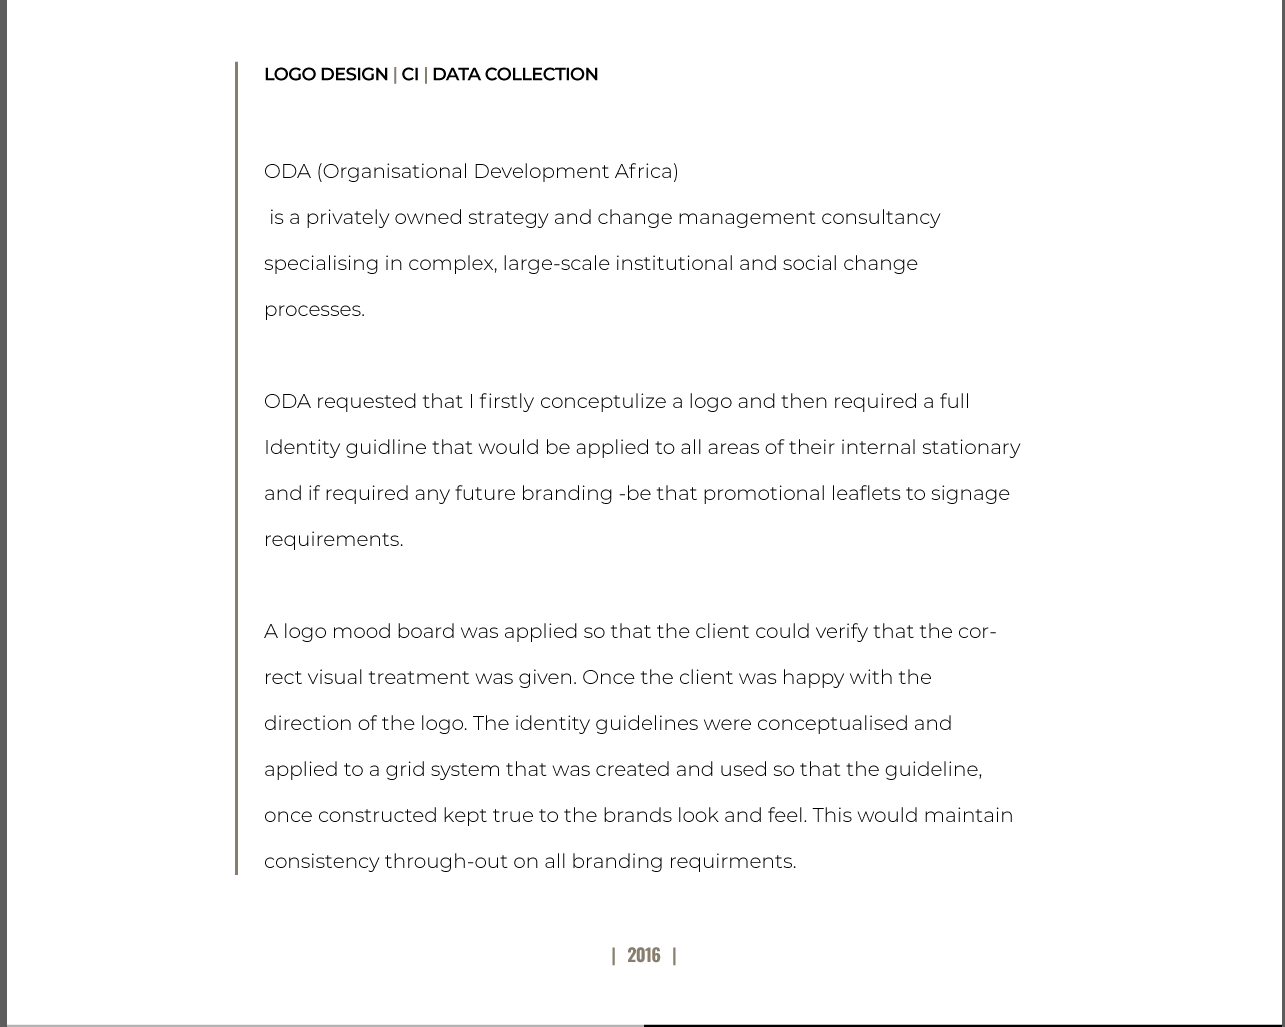 LOGO DESIGN | CI | DATA COLLECTION
ODA (Organisational Development Africa)
is a privately owned strategy and change management consultancy
specialising in complex, large-scale institutional and social change
processes.
ODA requested that I firstly conceptulize a logo and then required a full
Identity guidline that would be applied to all areas of their internal stationary
and if required any future branding -be that promotional leaflets to signage
requirements.
A logo mood board was applied so that the client could verify that the cor-
rect visual treatment was given. Once the client was happy with the
direction of the logo. The identity guidelines were conceptualised and
applied to a grid system that was created and used so that the guideline,
once constructed kept true to the brands look and feel. This would maintain
consistency through-out on all branding requirments.
| 2016 |